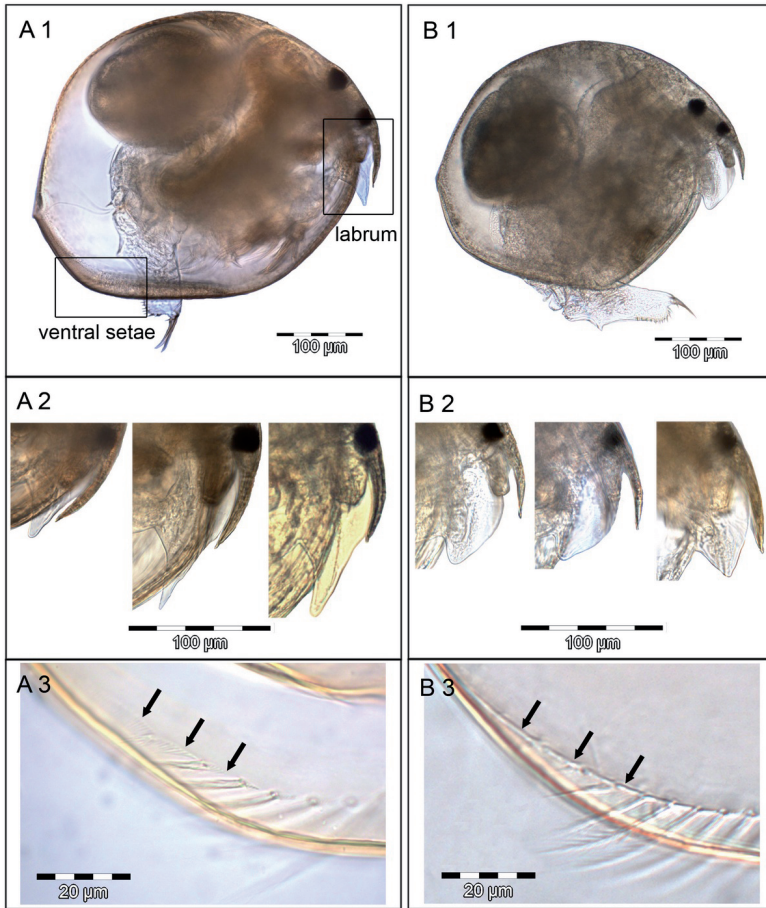 A 1
labrum
ventral setae
100 µm
B 1
100 µm
A 2
100 µm
B 2
100 µm
A 3
20 µm
B 3
20 µm